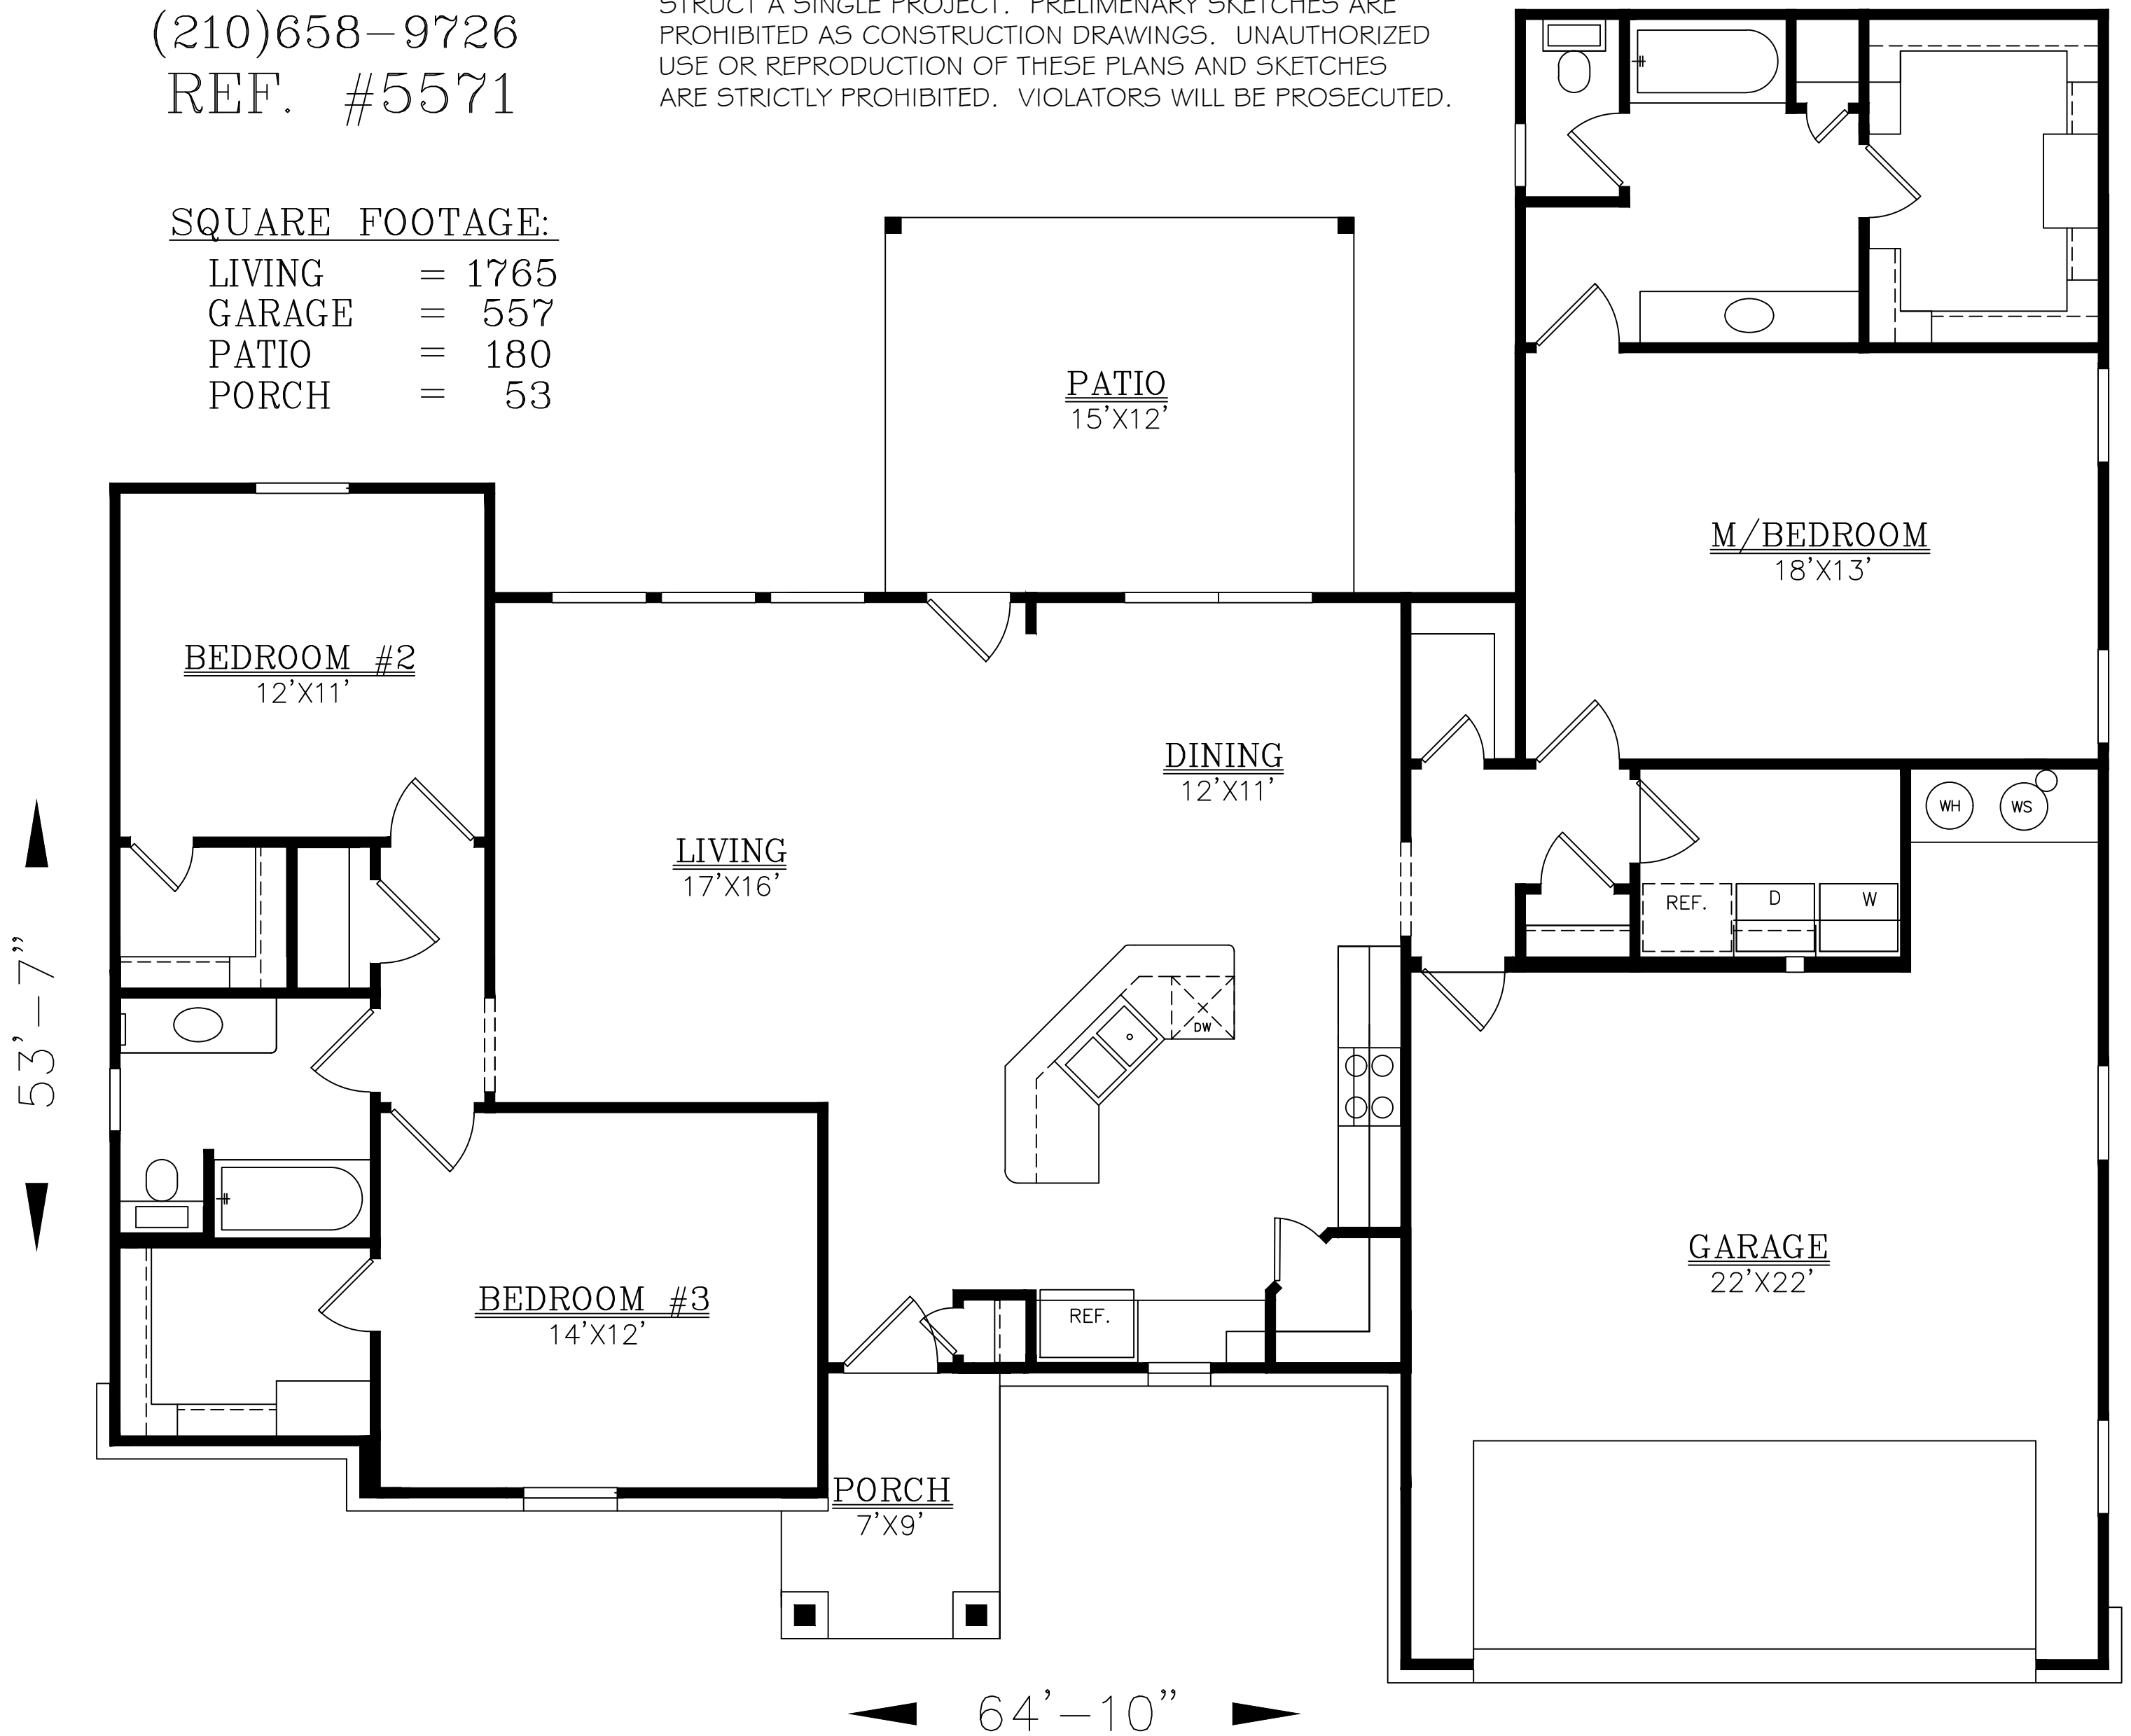 (210)658-9726
REF. #5571
STRUCT A SINGLE PROJECT. PRELIMENARY SKETCHES ARE
PROHIBITED AS CONSTRUCTION DRAWINGS. UNAUTHORIZED
USE OR REPRODUCTION OF THESE PLANS AND SKETCHES
ARE STRICTLY PROHIBITED. VIOLATORS WILL BE PROSECUTED.
SQUARE FOOTAGE:
LIVING = 1765
GARAGE = 557
PATIO = 180
PORCH = 53
PATIO
15'X12'
M/BEDROOM
18'X13'
BEDROOM #2
12'X11'
DINING
12'X11'
LIVING
17'X16'
WH
WS
REF.
D
W
DW
53'-7"
GARAGE
22'X22'
BEDROOM #3
14'X12'
REF.
PORCH
7'X9'
64'-10"